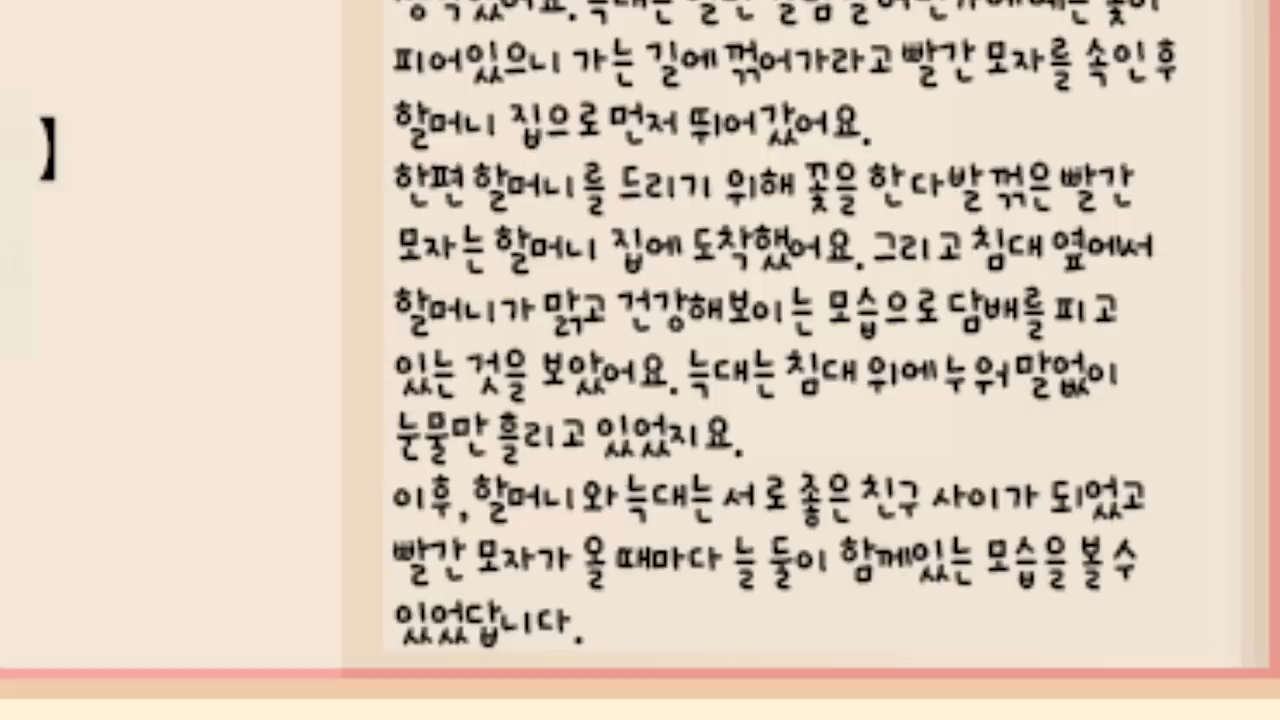 피어있으니 가는 길에 꺾어가라고 빨간 모자를 속인 후
】
할머니 집으로 먼저 뛰어갔어요.
한편 할머니를 드리기 위해 꽃을 한 다발 꺾은 빨간
모자는 할머니 집에 도착했어요. 그리고 침대 옆에서
할머니가 맑고 건강해보이는 모습으로 담배를 피고
있는 것을 보았어요. 늑대는 침대 위에 누워 말없이
눈물만 흘리고 있었지요.
이후, 할머니와 늑대는 서로 좋은 친구 사이가 되었고
빨간 모자가 올 때마다 늘 둘이 함께있는 모습을 볼 수
있었답니다.